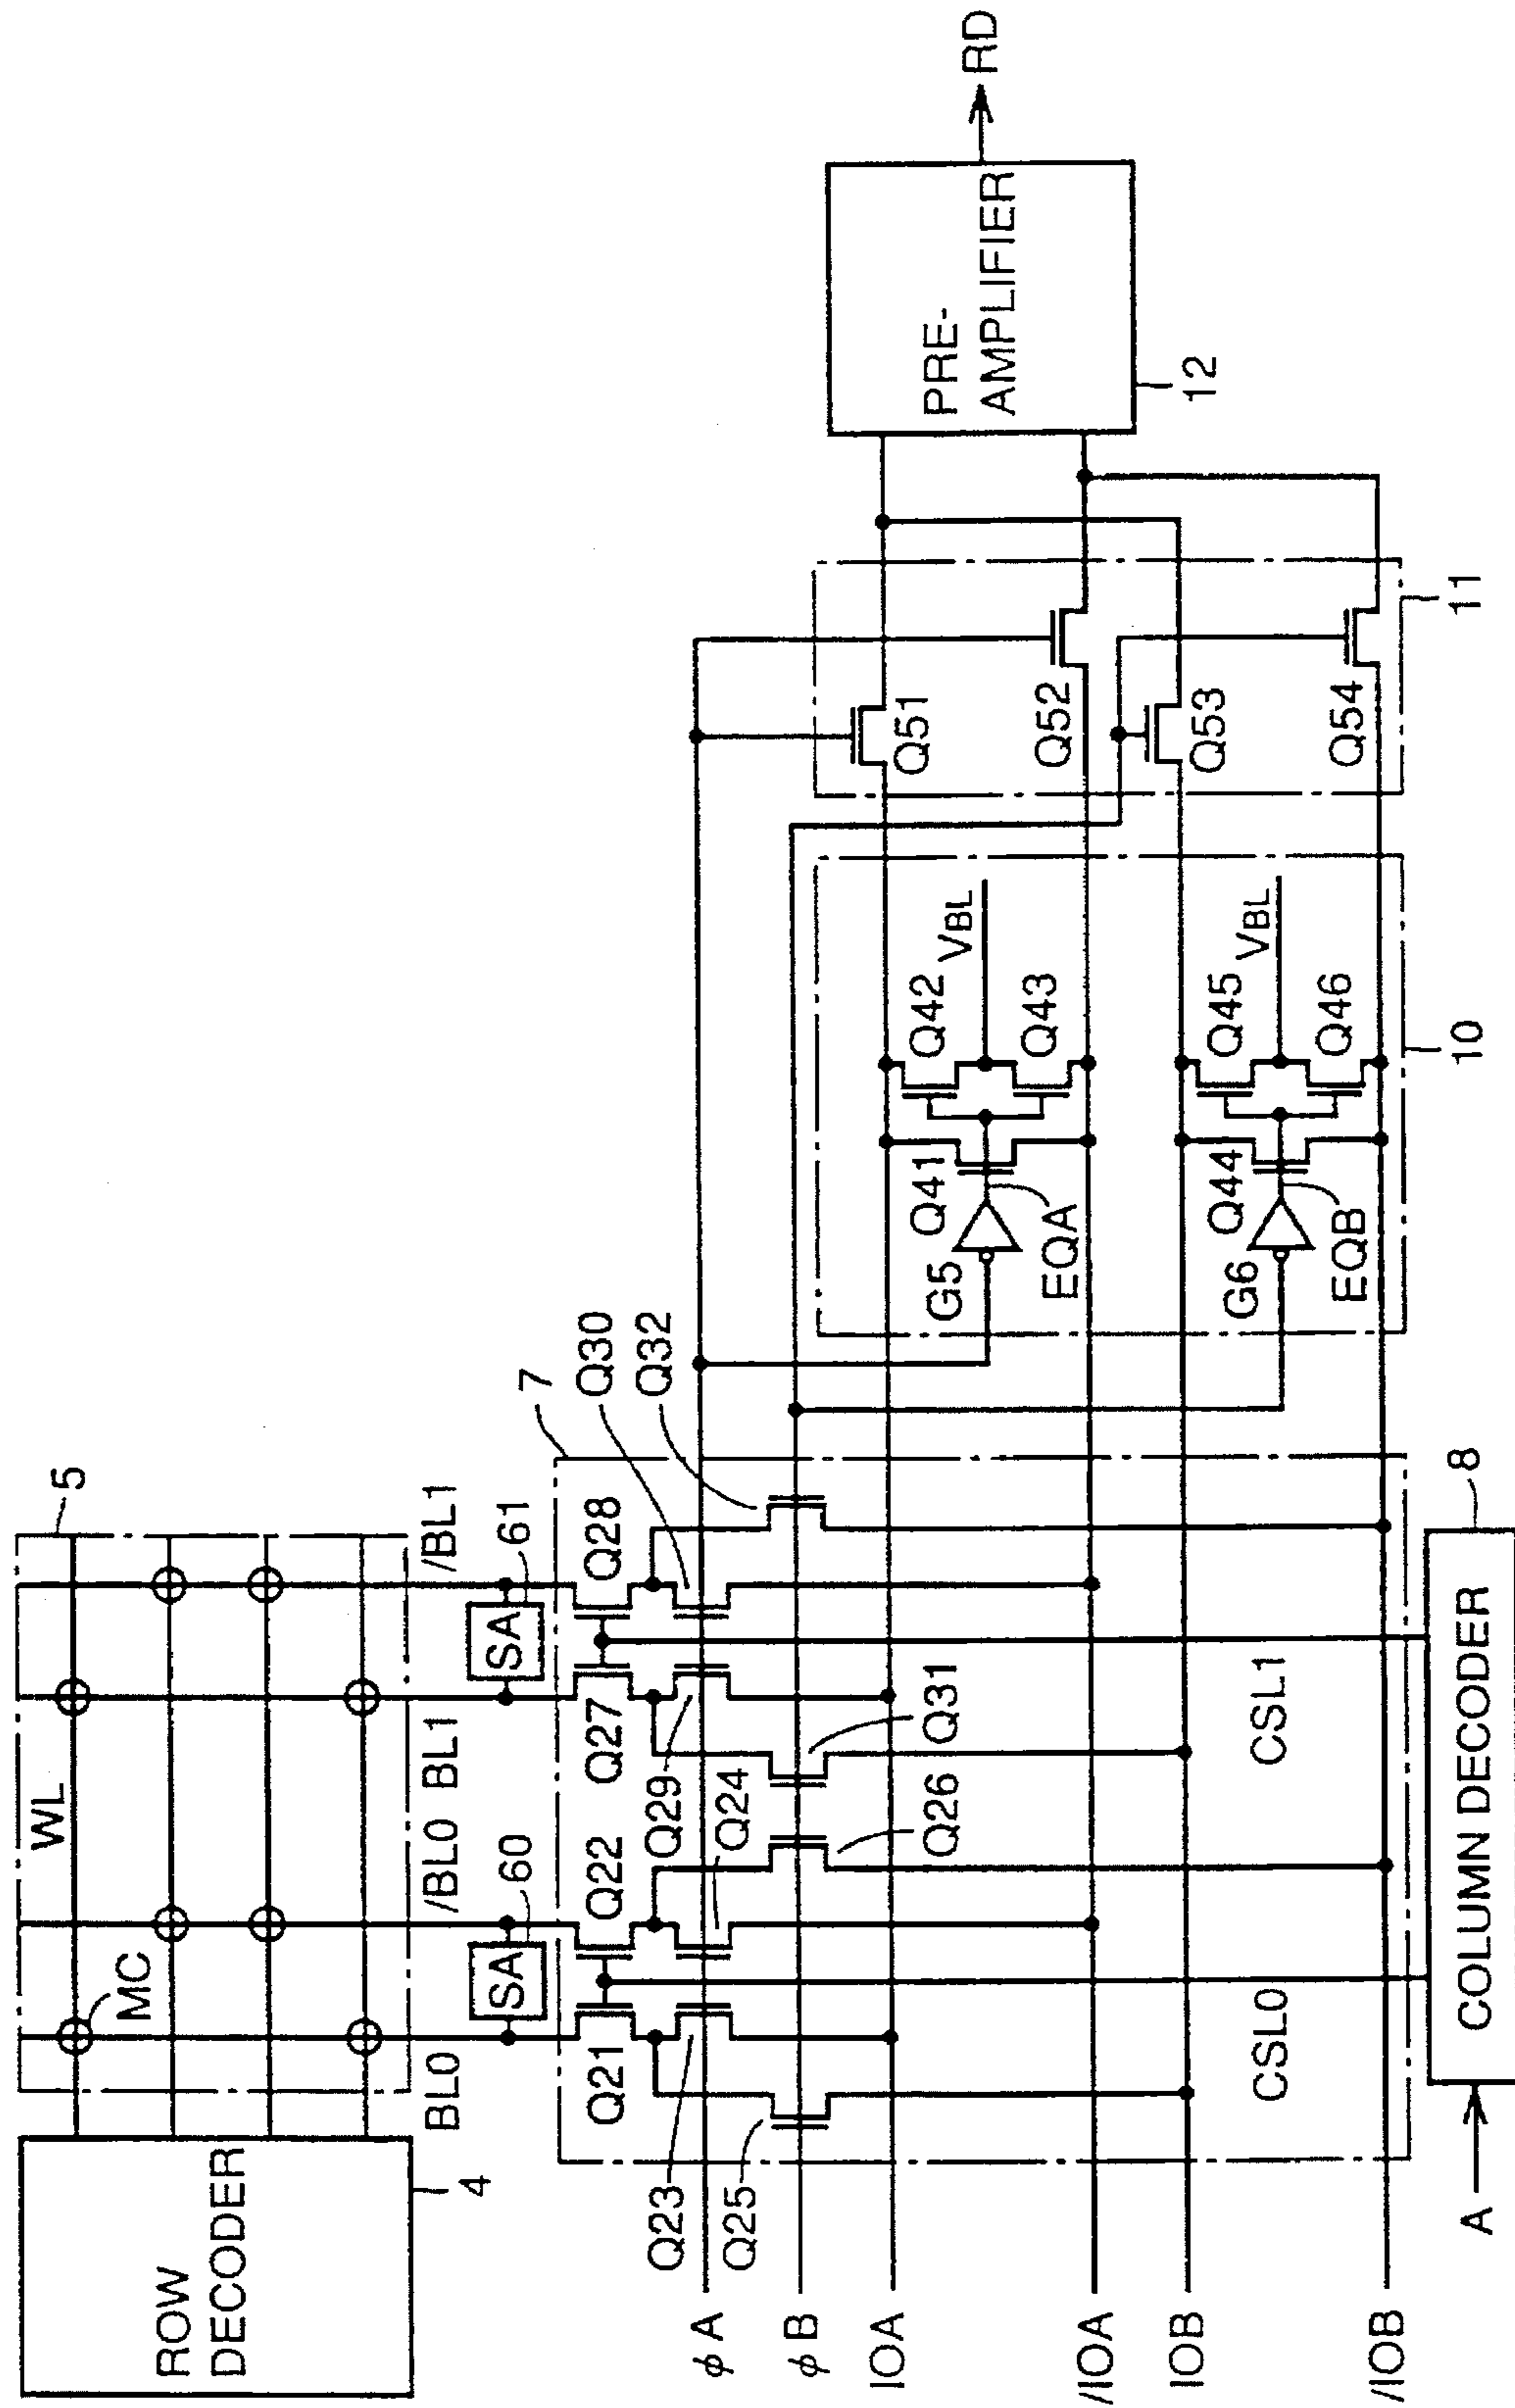 ROW
DECODER
4
5
WL
MC
BL0
/BL0
BL1
/BL1
SA
60
SA
61
7
Q21
Q22
Q27
Q28
Q30
Q32
Q23
Q25
Q29
Q24
Q26
Q31
φA
φB
IOA
/IOA
IOB
/IOB
CSL0
CSL1
A
COLUMN DECODER
8
G5
Q41
Q42
Q43
VBL
EQA
G6
Q44
Q45
Q46
VBL
EQB
10
Q51
Q52
Q53
Q54
11
PRE-
AMPLIFIER
12
RD